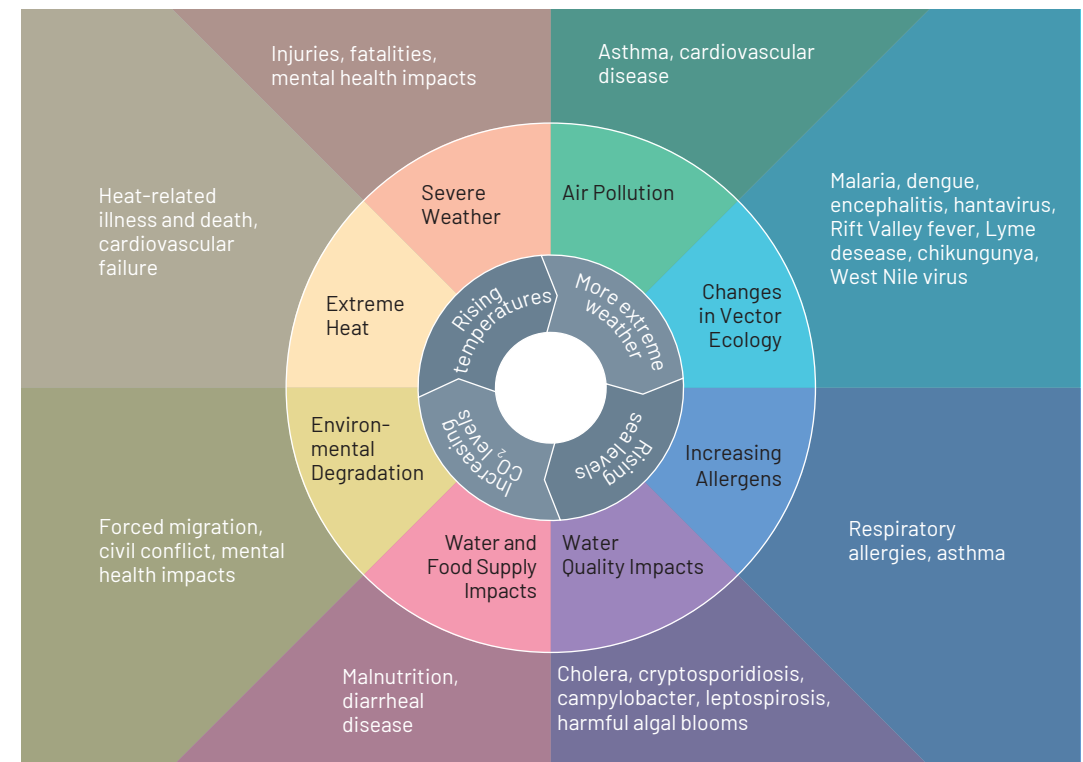 Injuries, fatalities,
mental health impacts
Asthma, cardiovascular
disease
Malaria, dengue,
encephalitis, hantavirus,
Rift Valley fever, Lyme
desease, chikungunya,
West Nile virus
Heat-related
illness and death,
cardiovascular
failure
Severe
Weather
Air Pollution
Extreme
Heat
Changes
in Vector
Ecology
Rising
temperatures
More extreme
weather
Rising
sea levels
Increasing
CO₂ levels
Environ-
mental
Degradation
Increasing
Allergens
Water and
Food Supply
Impacts
Water
Quality Impacts
Forced migration,
civil conflict, mental
health impacts
Respiratory
allergies, asthma
Malnutrition,
diarrheal
disease
Cholera, cryptosporidiosis,
campylobacter, leptospirosis,
harmful algal blooms